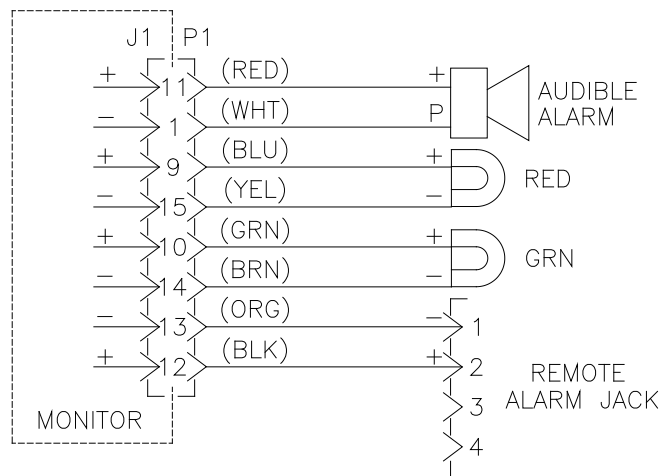 J1 P1
+ 11 (RED) + AUDIBLE
− 1 (WHT) P ALARM
+ 9 (BLU) + RED
− 15 (YEL) −
+ 10 (GRN) + GRN
− 14 (BRN) −
− 13 (ORG) − 1
+ 12 (BLK) + 2 REMOTE
3 ALARM JACK
MONITOR 4